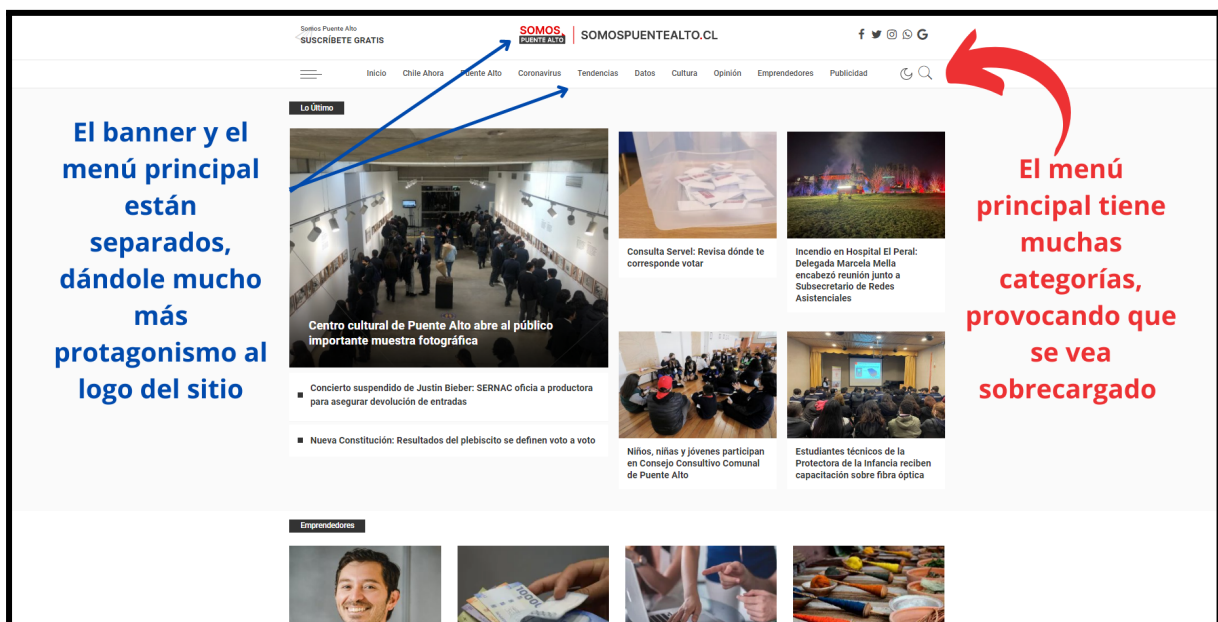 Somos Puente Alto
SUSCRÍBETE GRATIS
SOMOS
PUENTE ALTO
SOMOSPUENTEALTO.CL
Inicio Chile Ahora Puente Alto Coronavirus Tendencias Datos Cultura Opinión Emprendedores Publicidad
Lo Último
El banner y el
menú principal
están
separados,
dándole mucho
más
protagonismo al
logo del sitio
Centro cultural de Puente Alto abre al público
importante muestra fotográfica
Concierto suspendido de Justin Bieber: SERNAC oficia a productora
para asegurar devolución de entradas
Nueva Constitución: Resultados del plebiscito se definen voto a voto
Consulta Servel: Revisa dónde te
corresponde votar
Incendio en Hospital El Peral:
Delegada Marcela Mella
encabezó reunión junto a
Subsecretario de Redes
Asistenciales
Niños, niñas y jóvenes participan
en Consejo Consultivo Comunal
de Puente Alto
Estudiantes técnicos de la
Protectora de la Infancia reciben
capacitación sobre fibra óptica
El menú
principal tiene
muchas
categorías,
provocando que
se vea
sobrecargado
Emprendedores